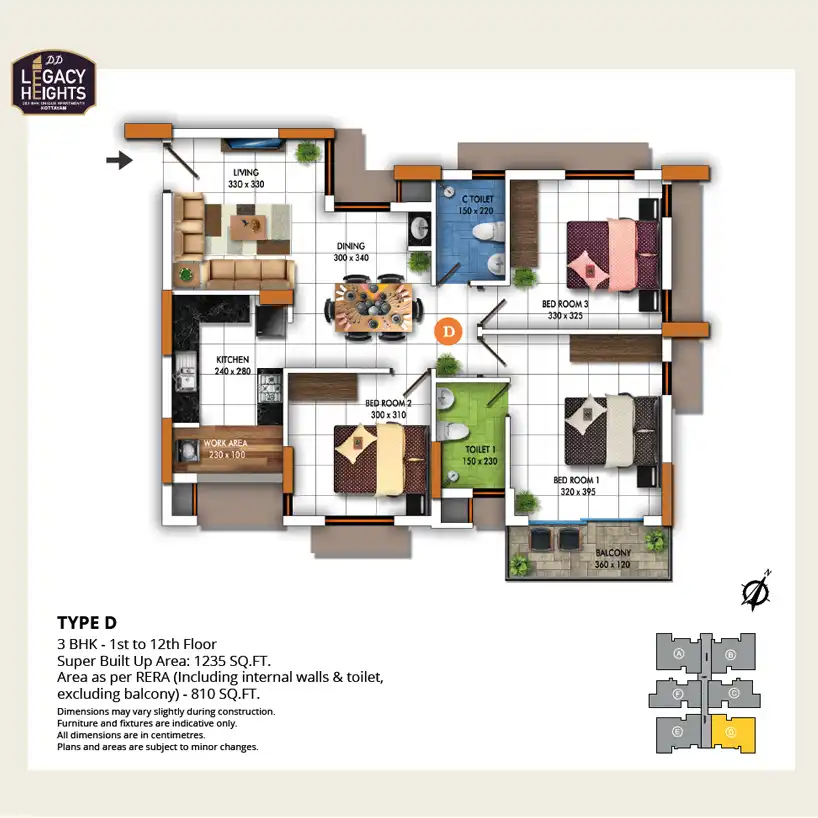 DD
LEGACY
HEIGHTS
2&3 BHK UNIQUE APARTMENTS
KOTTAYAM
LIVING
330 x 330
C TOILET
150 x 220
DINING
300 x 340
BED ROOM 3
330 x 325
D
KITCHEN
240 x 280
BED ROOM 2
300 x 310
WORK AREA
230 x 100
TOILET 1
150 x 230
BED ROOM 1
320 x 395
BALCONY
360 x 120
N
TYPE D
3 BHK - 1st to 12th Floor
Super Built Up Area: 1235 SQ.FT.
Area as per RERA (Including internal walls & toilet,
excluding balcony) - 810 SQ.FT.
Dimensions may vary slightly during construction.
Furniture and fixtures are indicative only.
All dimensions are in centimetres.
Plans and areas are subject to minor changes.
A B
F C
E D